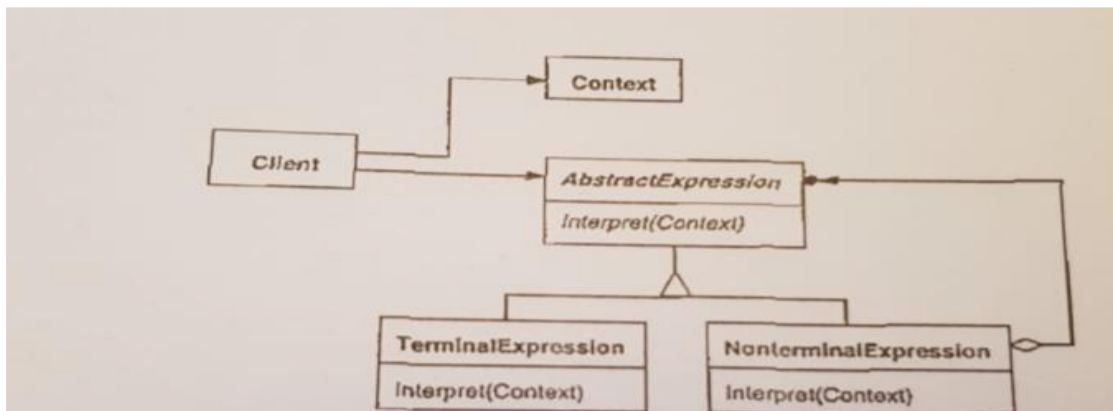 Context
Client
AbstractExpression
Interpret(Context)
TerminalExpression
Interpret(Context)
NonterminalExpression
Interpret(Context)